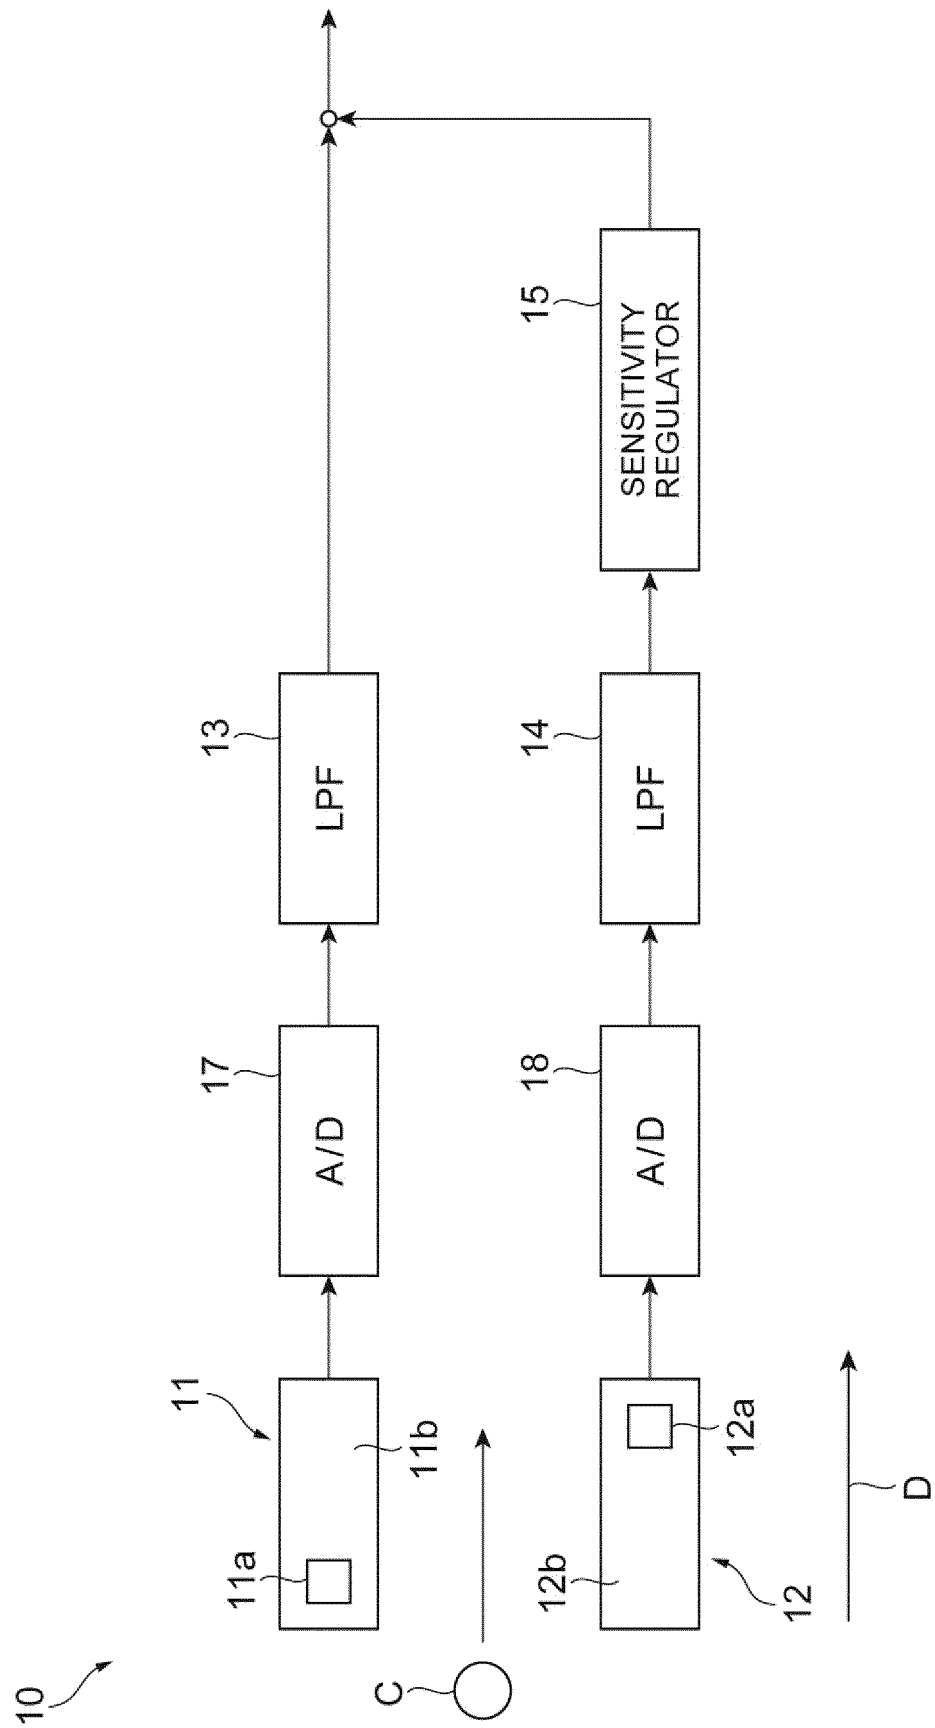 10
11
11a
11b
17
A/D
13
LPF
C
12
12a
12b
18
A/D
14
LPF
15
SENSITIVITY
REGULATOR
D